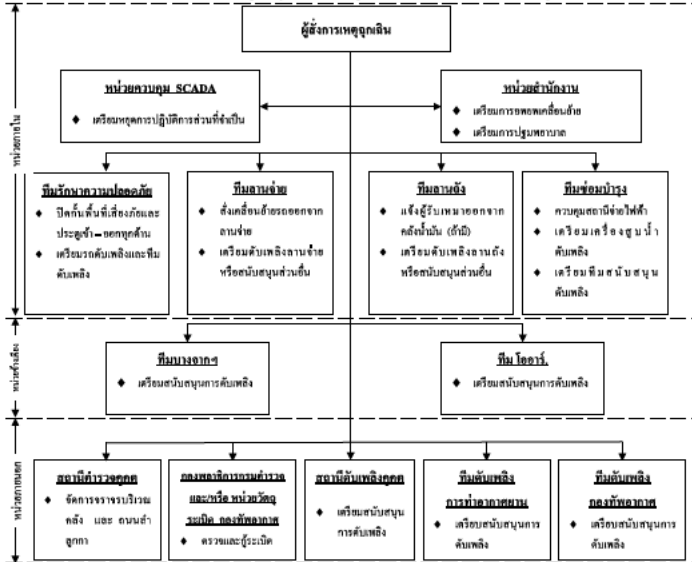 ผู้สั่งการเหตุฉุกเฉิน
หน่วยควบคุม SCADA
♦ เตรียมหยุดการปฏิบัติการส่วนที่จำเป็น
หน่วยสำนักงาน
♦ เตรียมการอพยพเคลื่อนย้าย
♦ เตรียมการปฐมพยาบาล
หน่วยภายใน
ทีมรักษาความปลอดภัย
♦ ปิดกั้นพื้นที่เสี่ยงภัยและ
ประตูเข้า – ออกทุกด้าน
♦ เตรียมรถดับเพลิงและทีม
ดับเพลิง
ทีมลานจ่าย
♦ สั่งเคลื่อนย้ายรถออกจาก
ลานจ่าย
♦ เตรียมดับเพลิงลานจ่าย
หรือสนับสนุนส่วนอื่น
ทีมลานถัง
♦ แจ้งผู้รับเหมาออกจาก
คลังน้ำมัน (ถ้ามี)
♦ เตรียมดับเพลิงลานถัง
หรือสนับสนุนส่วนอื่น
ทีมซ่อมบำรุง
♦ ควบคุมสถานีจ่ายไฟฟ้า
♦ เตรียมเครื่องสูบน้ำ
ดับเพลิง
♦ เตรียมทีมสนับสนุน
ดับเพลิง
หน่วยข้างเคียง
ทีมบางจากฯ
♦ เตรียมสนับสนุนการดับเพลิง
ทีม โออาร์.
♦ เตรียมสนับสนุนการดับเพลิง
หน่วยภายนอก
สถานีตำรวจคูคต
♦ จัดการจราจรบริเวณ
คลัง และ ถนนลำ
ลูกกา
กองพลาธิการกรมตำรวจ
และ/หรือ หน่วยวัตถุ
ระเบิด กองทัพอากาศ
♦ ตรวจและกู้ระเบิด
สถานีดับเพลิงคูคต
♦ เตรียมสนับสนุน
การดับเพลิง
ทีมดับเพลิง
การท่าอากาศยาน
♦ เตรียมสนับสนุนการ
ดับเพลิง
ทีมดับเพลิง
กองทัพอากาศ
♦ เตรียมสนับสนุนการ
ดับเพลิง